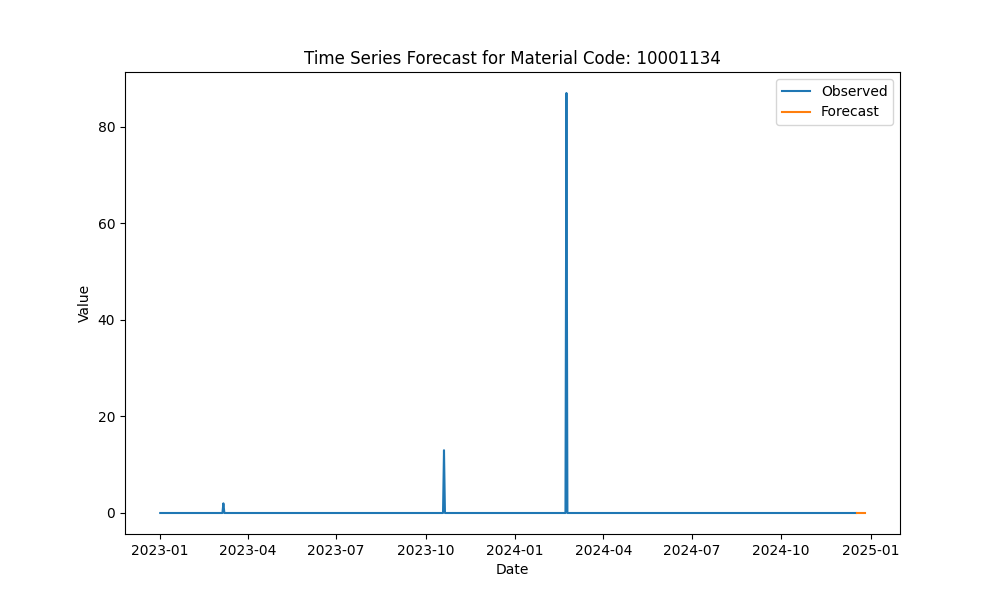 Time Series Forecast for Material Code: 10001134
Observed
Forecast
Value
80
60
40
20
0
2023-01
2023-04
2023-07
2023-10
2024-01
2024-04
2024-07
2024-10
2025-01
Date